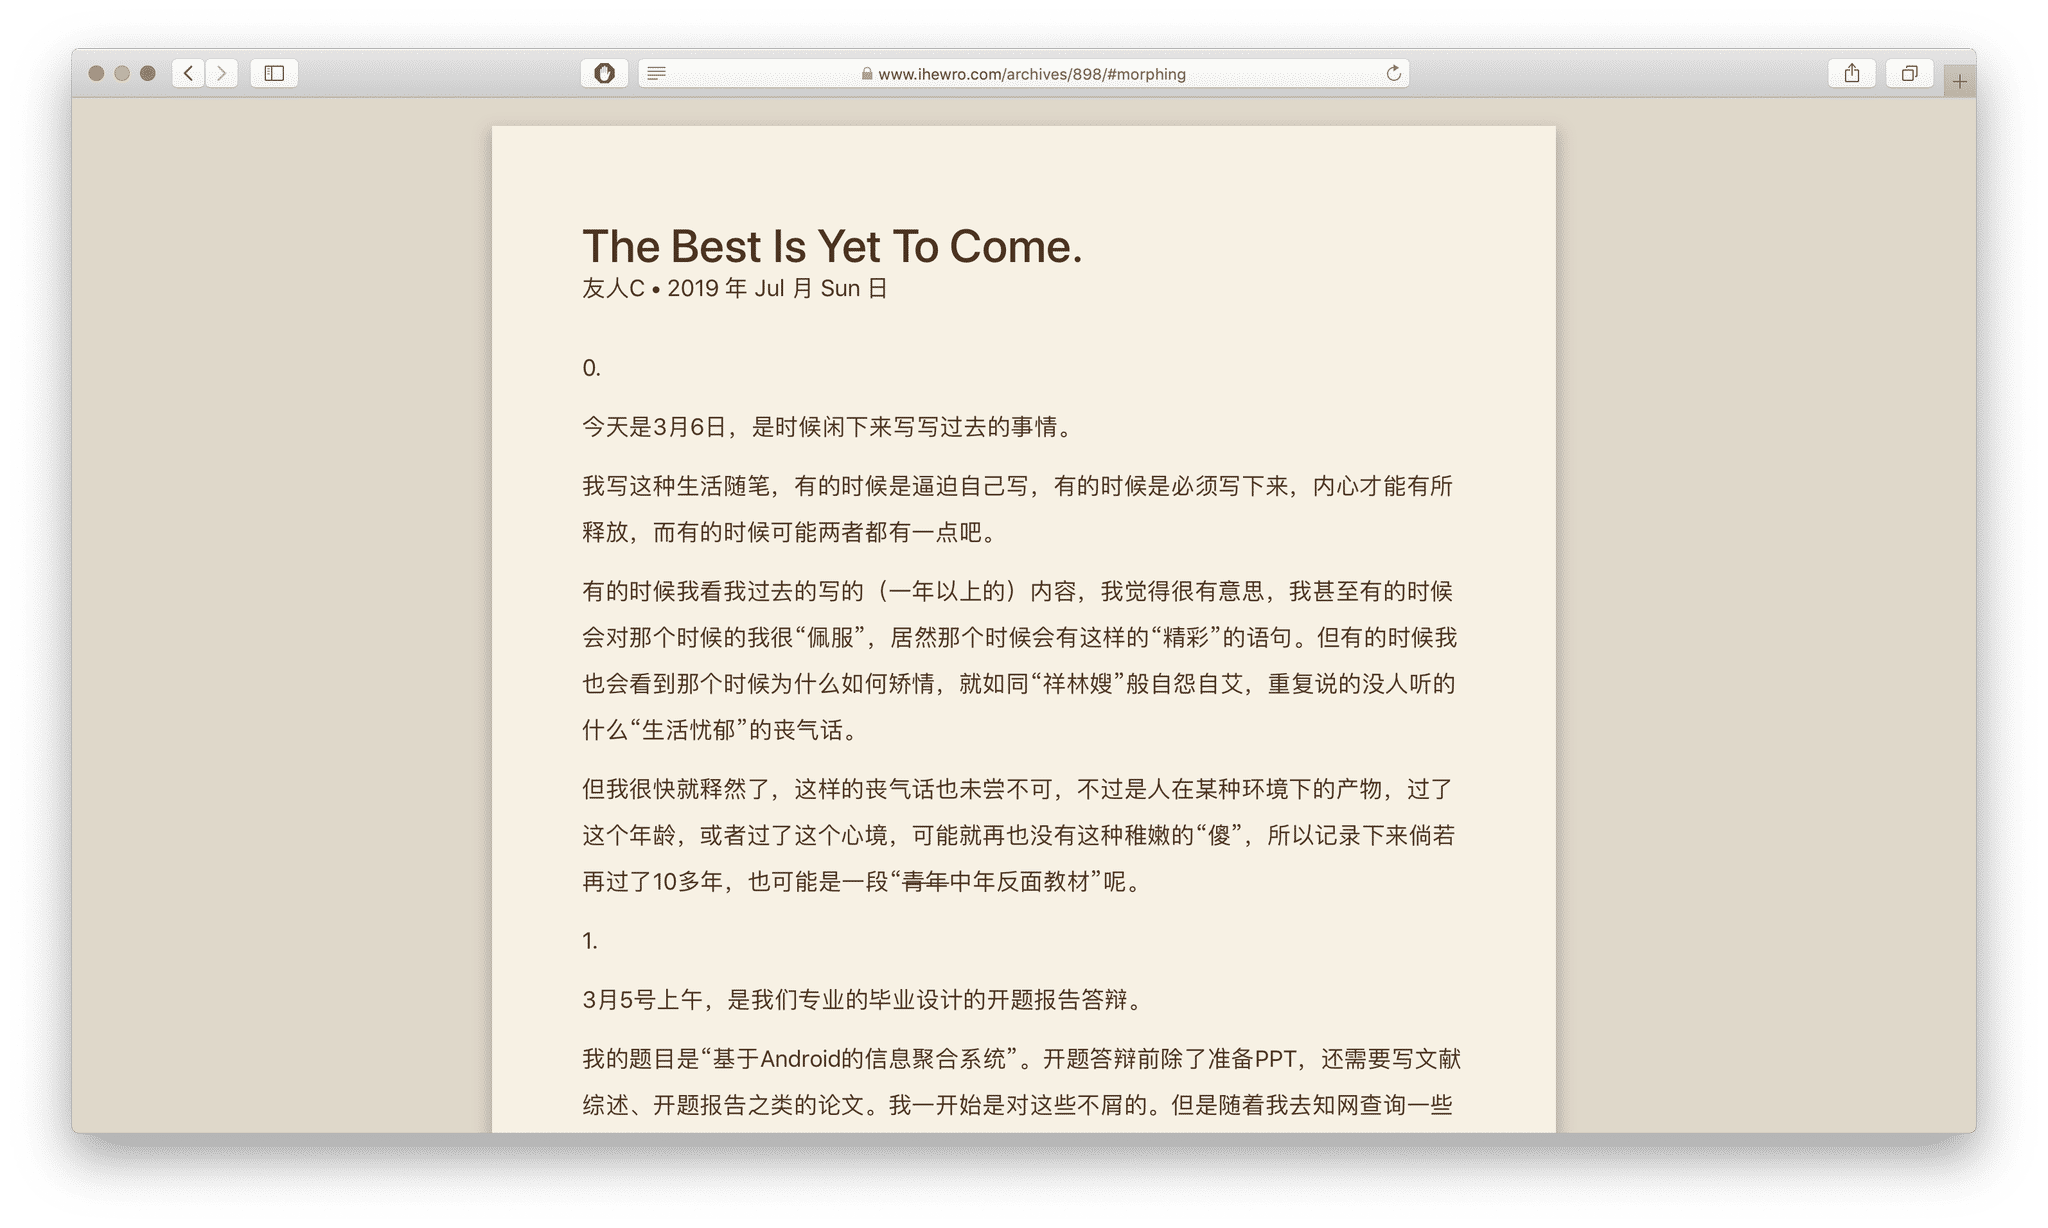 www.ihewro.com/archives/898/#morphing
The Best Is Yet To Come.
友人C • 2019 年 Jul 月 Sun 日
0.
今天是3月6日，是时候闲下来写写过去的事情。
我写这种生活随笔，有的时候是逼迫自己写，有的时候是必须写下来，内心才能有所
释放，而有的时候可能两者都有一点吧。
有的时候我看我过去的写的（一年以上的）内容，我觉得很有意思，我甚至有的时候
会对那个时候的我很“佩服”，居然那个时候会有这样的“精彩”的语句。但有的时候我
也会看到那个时候为什么如何矫情，就如同“祥林嫂”般自怨自艾，重复说的没人听的
什么“生活忧郁”的丧气话。
但我很快就释然了，这样的丧气话也未尝不可，不过是人在某种环境下的产物，过了
这个年龄，或者过了这个心境，可能就再也没有这种稚嫩的“傻”，所以记录下来倘若
再过了10多年，也可能是一段“青年中年反面教材”呢。
1.
3月5号上午，是我们专业的毕业设计的开题报告答辩。
我的题目是“基于Android的信息聚合系统”。开题答辩前除了准备PPT，还需要写文献
综述、开题报告之类的论文。我一开始是对这些不屑的。但是随着我去知网查询一些